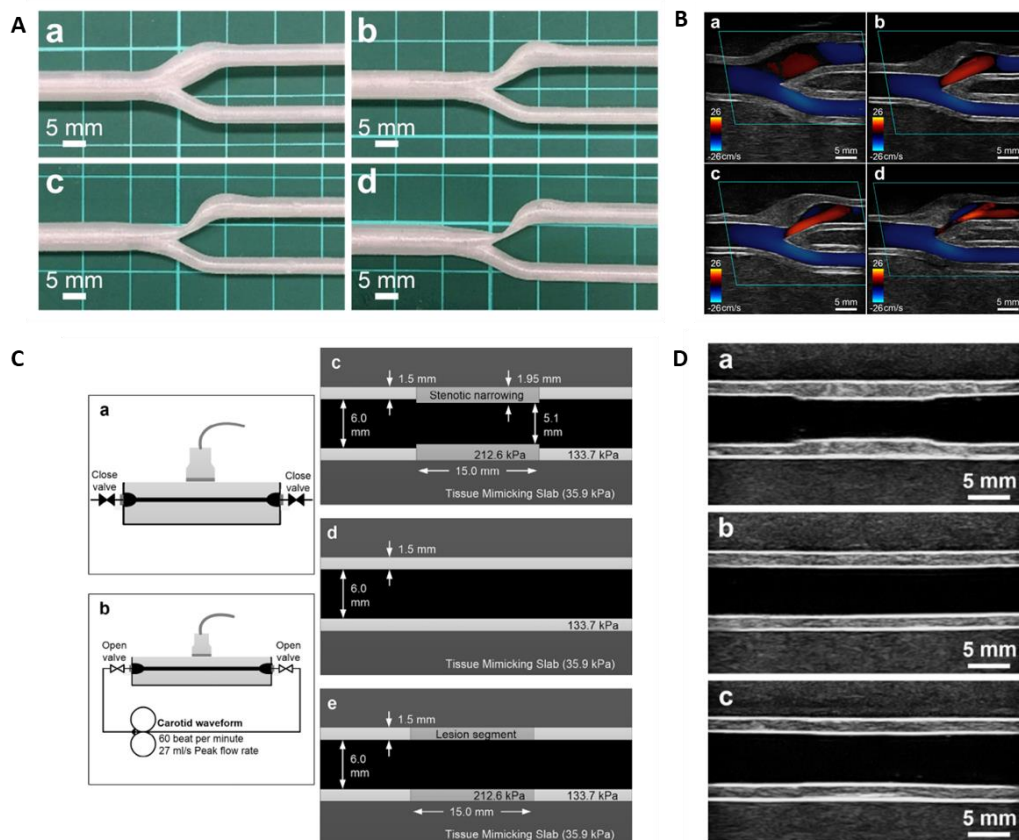 A
a
5 mm
b
5 mm
c
5 mm
d
5 mm
B
a
26
-26cm/s
5 mm
b
26
-26cm/s
5 mm
c
26
-26cm/s
5 mm
d
26
-26cm/s
5 mm
C
a
Close
valve
Close
valve
b
Open
valve
Open
valve
Carotid waveform
60 beat per minute
27 ml/s Peak flow rate
c
1.5 mm
1.95 mm
Stenotic narrowing
6.0
mm
5.1
mm
212.6 kPa
133.7 kPa
15.0 mm
Tissue Mimicking Slab (35.9 kPa)
d
1.5 mm
6.0
mm
133.7 kPa
Tissue Mimicking Slab (35.9 kPa)
e
1.5 mm
Lesion segment
6.0
mm
212.6 kPa
133.7 kPa
15.0 mm
Tissue Mimicking Slab (35.9 kPa)
D
a
5 mm
b
5 mm
c
5 mm